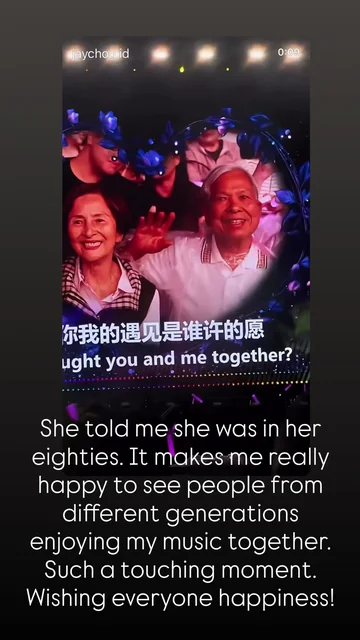 0:00
你我的遇见是谁许的愿
ught you and me together?
She told me she was in her
eighties. It makes me really
happy to see people from
different generations
enjoying my music together.
Such a touching moment.
Wishing everyone happiness!